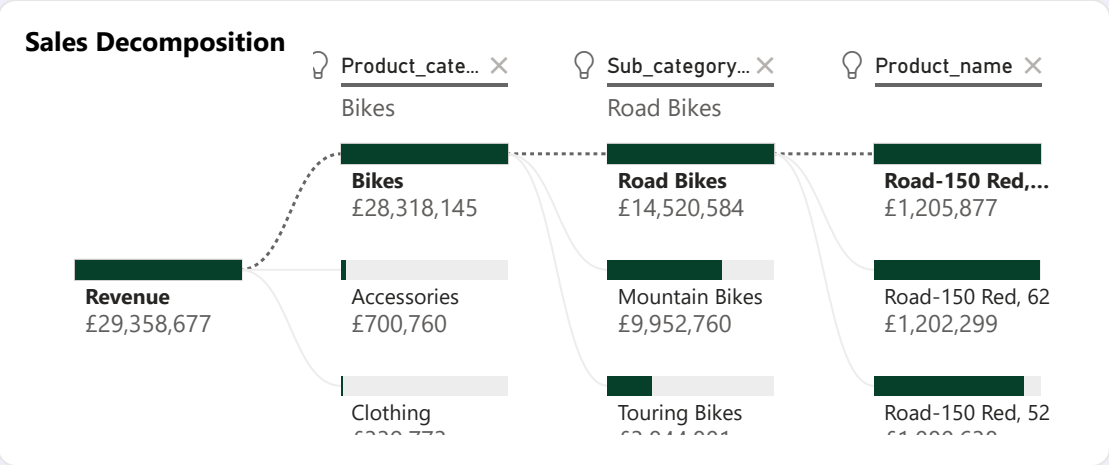 Sales Decomposition
Product_cate...
Sub_category...
Product_name
Bikes
Road Bikes
Bikes
£28,318,145
Road Bikes
£14,520,584
Road-150 Red,...
£1,205,877
Revenue
£29,358,677
Accessories
£700,760
Mountain Bikes
£9,952,760
Road-150 Red, 62
£1,202,299
Clothing
Touring Bikes
Road-150 Red, 52